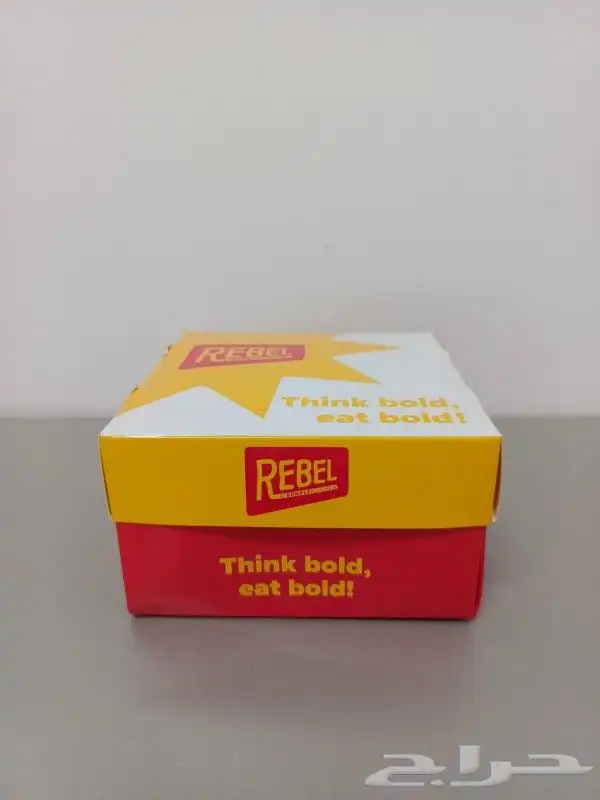 REBEL
Think bold,
eat bold!
REBEL
Think bold,
eat bold!
حراج